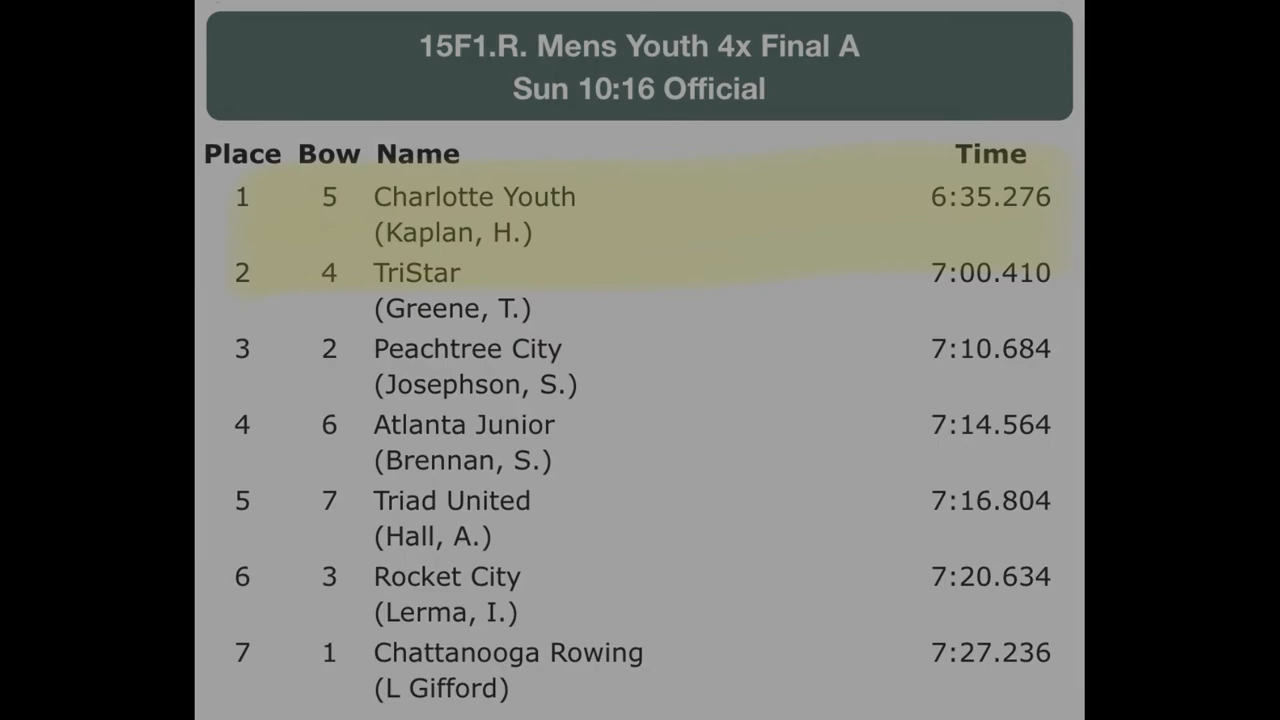 15F1.R. Mens Youth 4x Final A
Sun 10:16 Official
Place Bow Name Time
1 5 Charlotte Youth 6:35.276
(Kaplan, H.)
2 4 TriStar 7:00.410
(Greene, T.)
3 2 Peachtree City 7:10.684
(Josephson, S.)
4 6 Atlanta Junior 7:14.564
(Brennan, S.)
5 7 Triad United 7:16.804
(Hall, A.)
6 3 Rocket City 7:20.634
(Lerma, I.)
7 1 Chattanooga Rowing 7:27.236
(L Gifford)